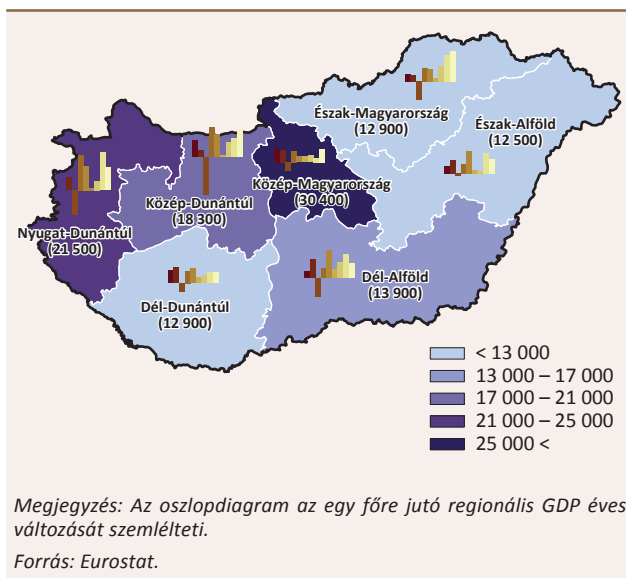 Észak-Magyarország
(12 900)
Észak-Alföld
(12 500)
Közép-Magyarország
(30 400)
Közép-Dunántúl
(18 300)
Nyugat-Dunántúl
(21 500)
Dél-Alföld
(13 900)
Dél-Dunántúl
(12 900)
< 13 000
13 000 – 17 000
17 000 – 21 000
21 000 – 25 000
25 000 <
Megjegyzés: Az oszlopdiagram az egy főre jutó regionális GDP éves
változását szemlélteti.
Forrás: Eurostat.